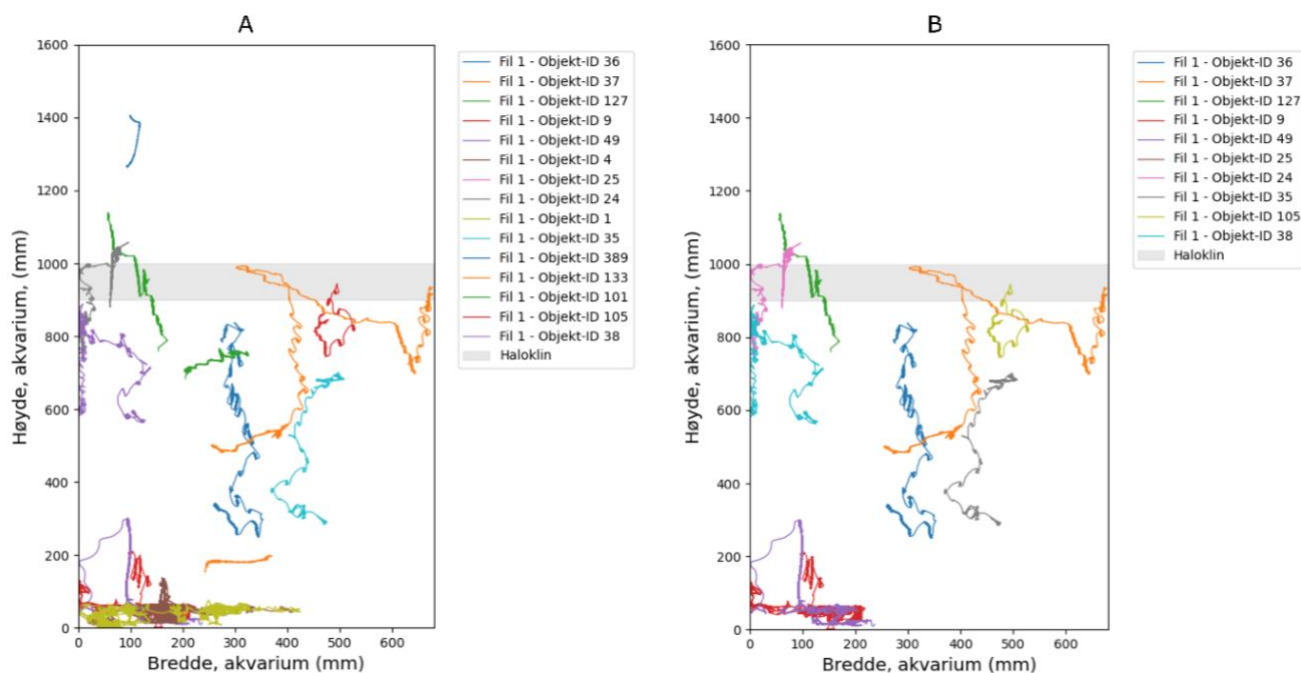 A
1600
1400
1200
1000
800
600
400
200
0
Høyde, akvarium, (mm)
0 100 200 300 400 500 600
Bredde, akvarium (mm)
Fil 1 - Objekt-ID 36
Fil 1 - Objekt-ID 37
Fil 1 - Objekt-ID 127
Fil 1 - Objekt-ID 9
Fil 1 - Objekt-ID 49
Fil 1 - Objekt-ID 4
Fil 1 - Objekt-ID 25
Fil 1 - Objekt-ID 24
Fil 1 - Objekt-ID 1
Fil 1 - Objekt-ID 35
Fil 1 - Objekt-ID 389
Fil 1 - Objekt-ID 133
Fil 1 - Objekt-ID 101
Fil 1 - Objekt-ID 105
Fil 1 - Objekt-ID 38
Haloklin
B
1600
1400
1200
1000
800
600
400
200
0
Høyde, akvarium, (mm)
0 100 200 300 400 500 600
Bredde, akvarium (mm)
Fil 1 - Objekt-ID 36
Fil 1 - Objekt-ID 37
Fil 1 - Objekt-ID 127
Fil 1 - Objekt-ID 9
Fil 1 - Objekt-ID 49
Fil 1 - Objekt-ID 25
Fil 1 - Objekt-ID 24
Fil 1 - Objekt-ID 35
Fil 1 - Objekt-ID 105
Fil 1 - Objekt-ID 38
Haloklin